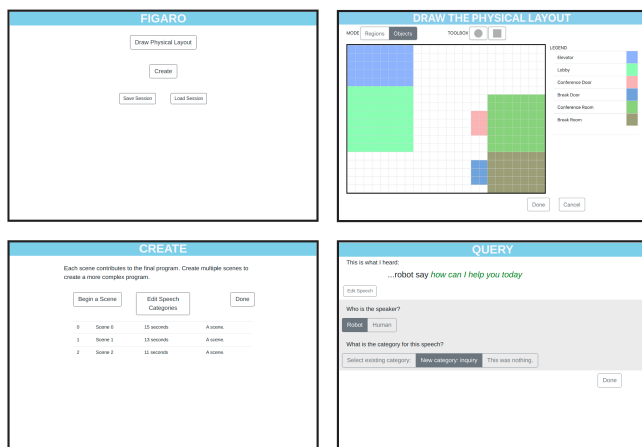 FIGARO
Draw Physical Layout
Create
Save Session
Load Session
DRAW THE PHYSICAL LAYOUT
MODE
Regions
Objects
TOOLBOX
LEGEND
Elevator
Lobby
Conference Door
Break Door
Conference Room
Break Room
Done
Cancel
CREATE
Each scene contributes to the final program. Create multiple scenes to
create a more complex program.
Begin a Scene
Edit Speech
Categories
Done
0 Scene 0 15 seconds A scene.
1 Scene 1 13 seconds A scene.
2 Scene 2 11 seconds A scene.
QUERY
This is what I heard:
...robot say how can I help you today
Edit Speech
Who is the speaker?
Robot
Human
What is the category for this speech?
Select existing category:
New category: inquiry
This was nothing.
Done